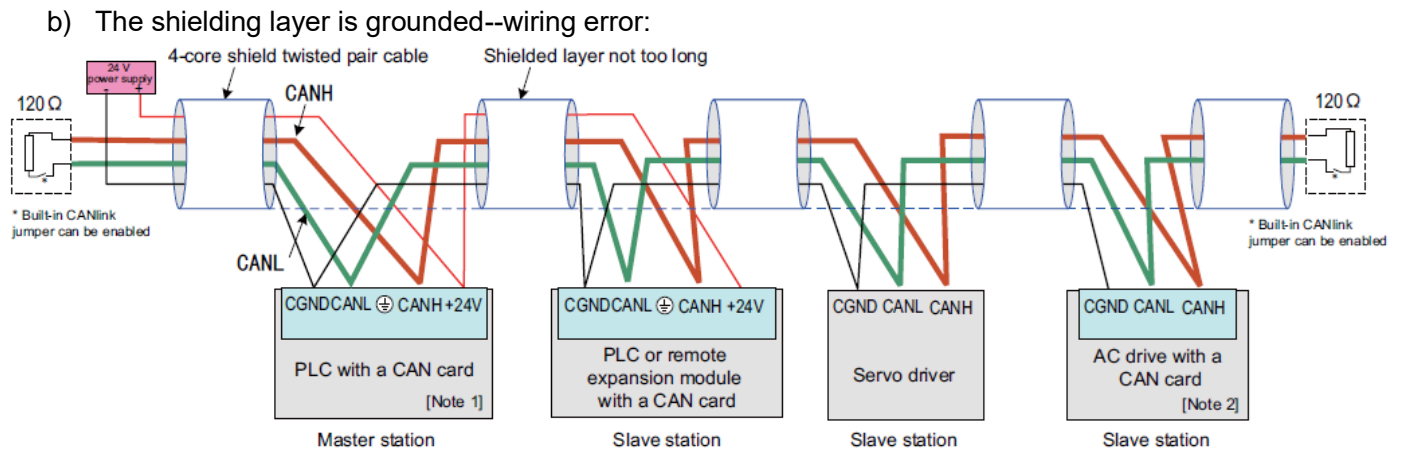 b) The shielding layer is grounded--wiring error:
4-core shield twisted pair cable
Shielded layer not too long
24 V
power supply
- +
120 Ω
CANH
120 Ω
*
*
* Built-in CANlink
jumper can be enabled
* Built-in CANlink
jumper can be enabled
CANL
CGNDCANL CANH+24V
PLC with a CAN card
[Note 1]
Master station
CGNDCANL CANH +24V
PLC or remote
expansion module
with a CAN card
Slave station
CGND CANL CANH
Servo driver
Slave station
CGND CANL CANH
AC drive with a
CAN card
[Note 2]
Slave station